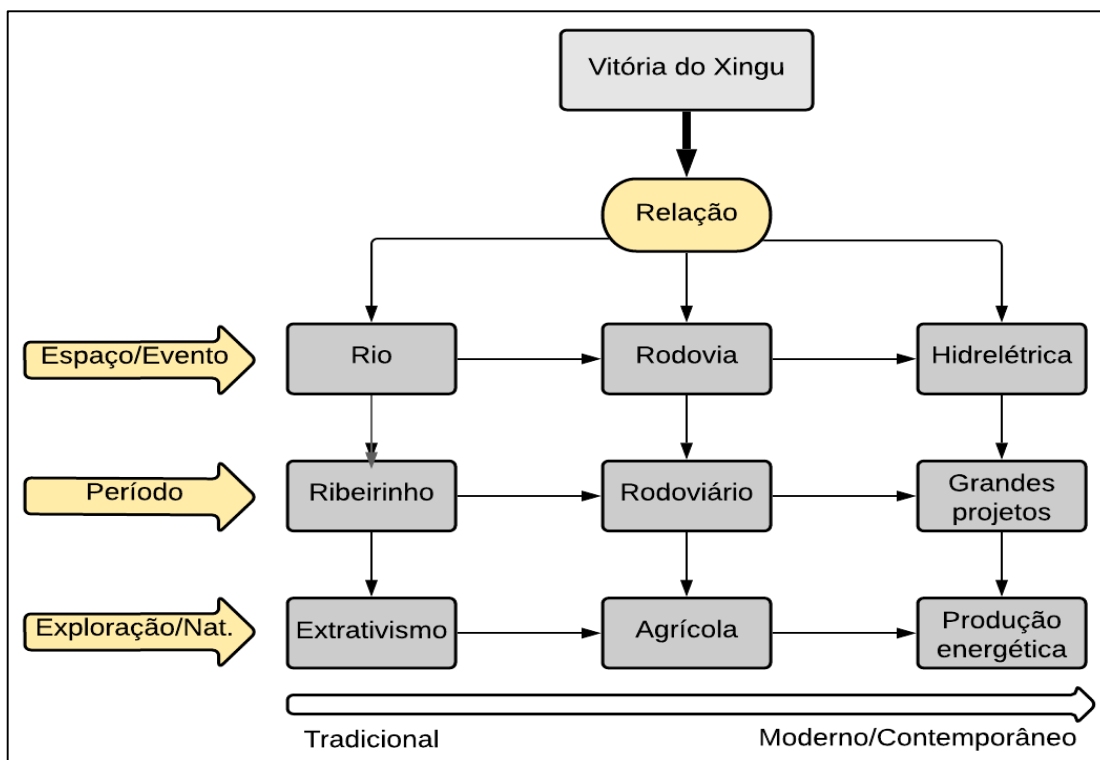 Vitória do Xingu
Relação
Espaço/Evento
Rio
Rodovia
Hidrelétrica
Período
Ribeirinho
Rodoviário
Grandes
projetos
Exploração/Nat.
Extrativismo
Agrícola
Produção
energética
Tradicional
Moderno/Contemporâneo